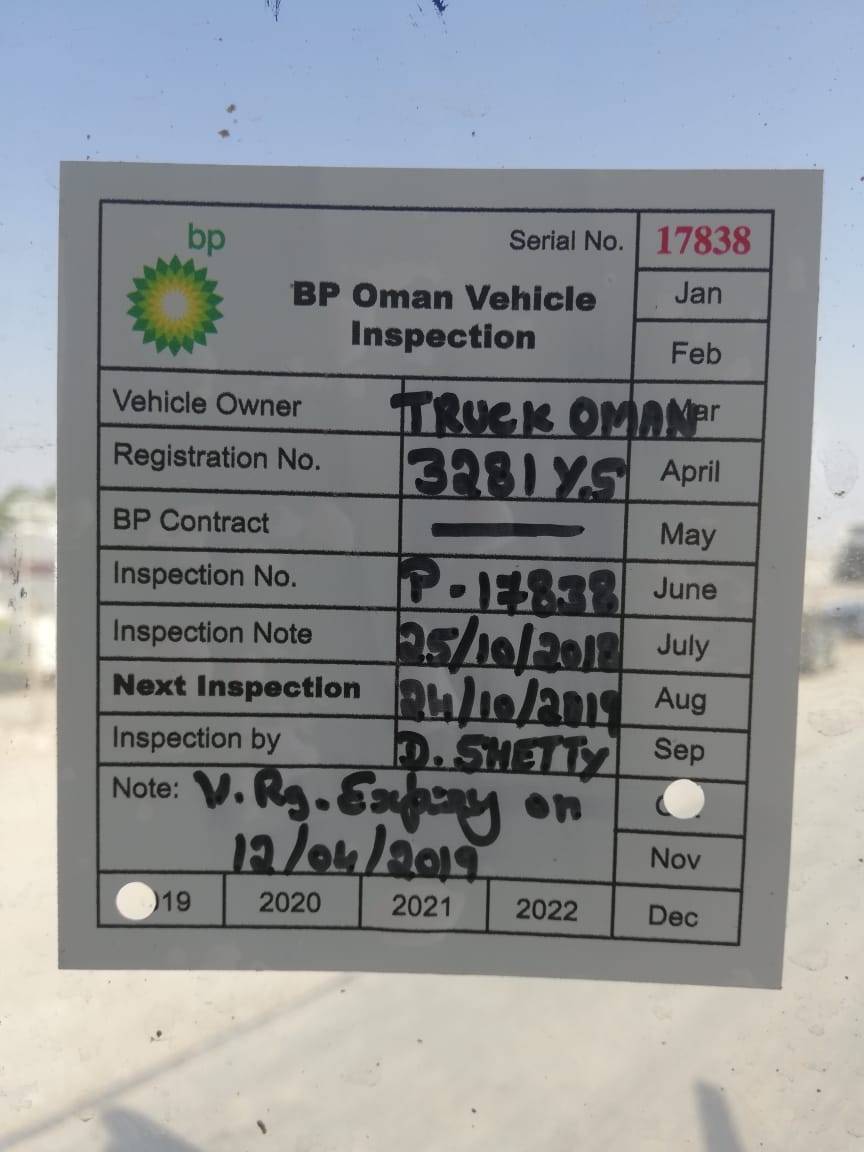 bp
Serial No. 17838
BP Oman Vehicle
Inspection
Jan
Feb
Vehicle Owner TRUCK OMAN Mar
Registration No. 3281 Y.S April
BP Contract May
Inspection No. P-17838 June
Inspection Note 25/10/2018 July
Next Inspection 24/10/2019 Aug
Inspection by D. SHETTY Sep
Note: V. Rg. Expiry on
12/04/2019 Nov
19 2020 2021 2022 Dec